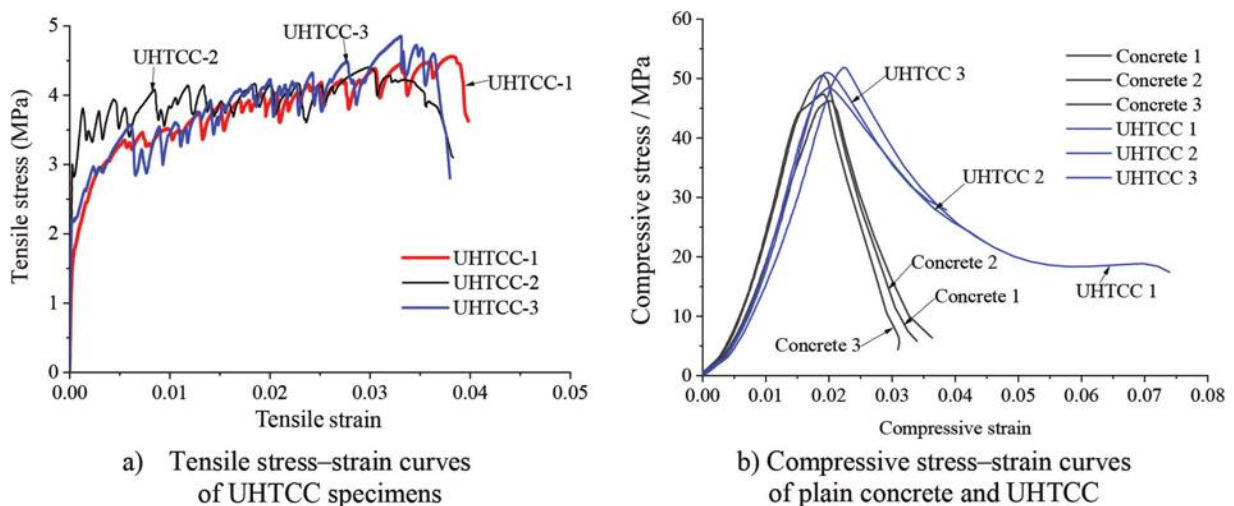 5
4
3
2
1
0
Tensile stress (MPa)
UHTCC-2
UHTCC-3
UHTCC-1
UHTCC-1
UHTCC-2
UHTCC-3
0.00 0.01 0.02 0.03 0.04 0.05
Tensile strain
a) Tensile stress–strain curves
of UHTCC specimens
60
50
40
30
20
10
0
Compressive stress / MPa
UHTCC 3
Concrete 1
Concrete 2
Concrete 3
UHTCC 1
UHTCC 2
UHTCC 3
UHTCC 2
Concrete 2
Concrete 1
Concrete 3
UHTCC 1
0.00 0.01 0.02 0.03 0.04 0.05 0.06 0.07 0.08
Compressive strain
b) Compressive stress–strain curves
of plain concrete and UHTCC